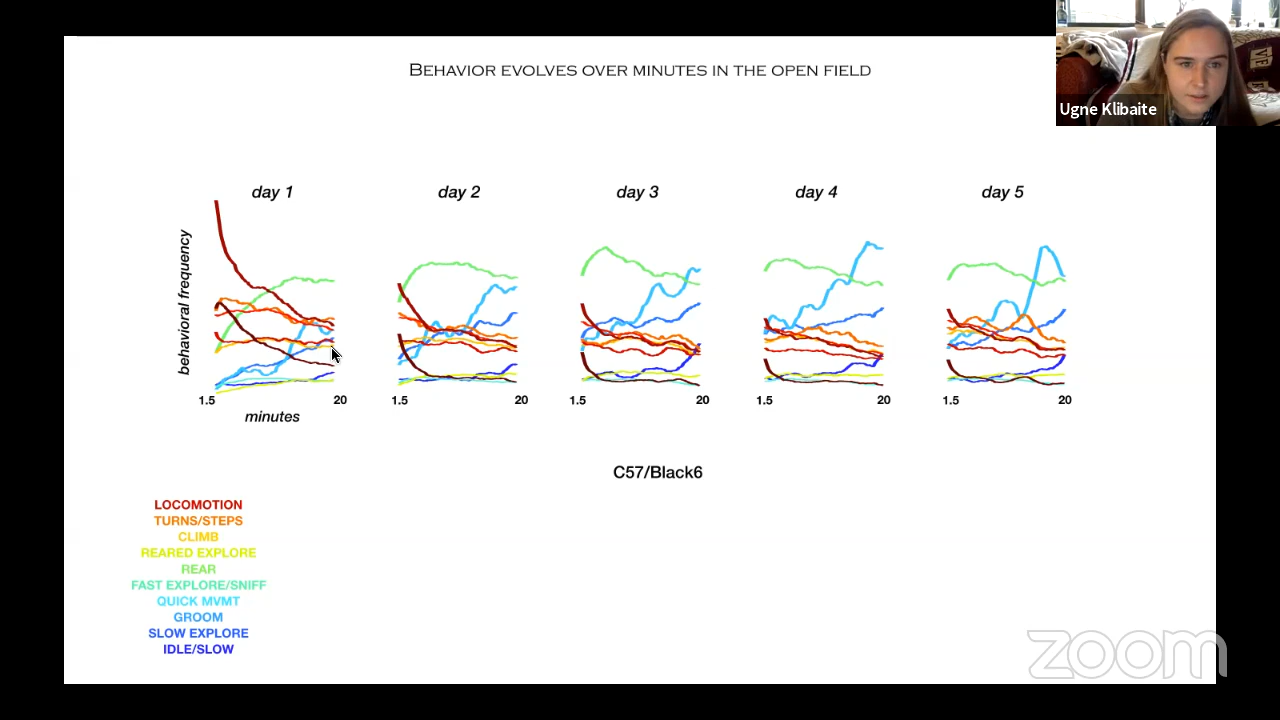 BEHAVIOR EVOLVES OVER MINUTES IN THE OPEN FIELD
Ugne Klibaite
day 1 day 2 day 3 day 4 day 5
behavioral frequency
1.5 20 1.5 20 1.5 20 1.5 20 1.5 20
minutes
C57/Black6
LOCOMOTION
TURNS/STEPS
CLIMB
REARED EXPLORE
REAR
FAST EXPLORE/SNIFF
QUICK MVMT
GROOM
SLOW EXPLORE
IDLE/SLOW
zoom